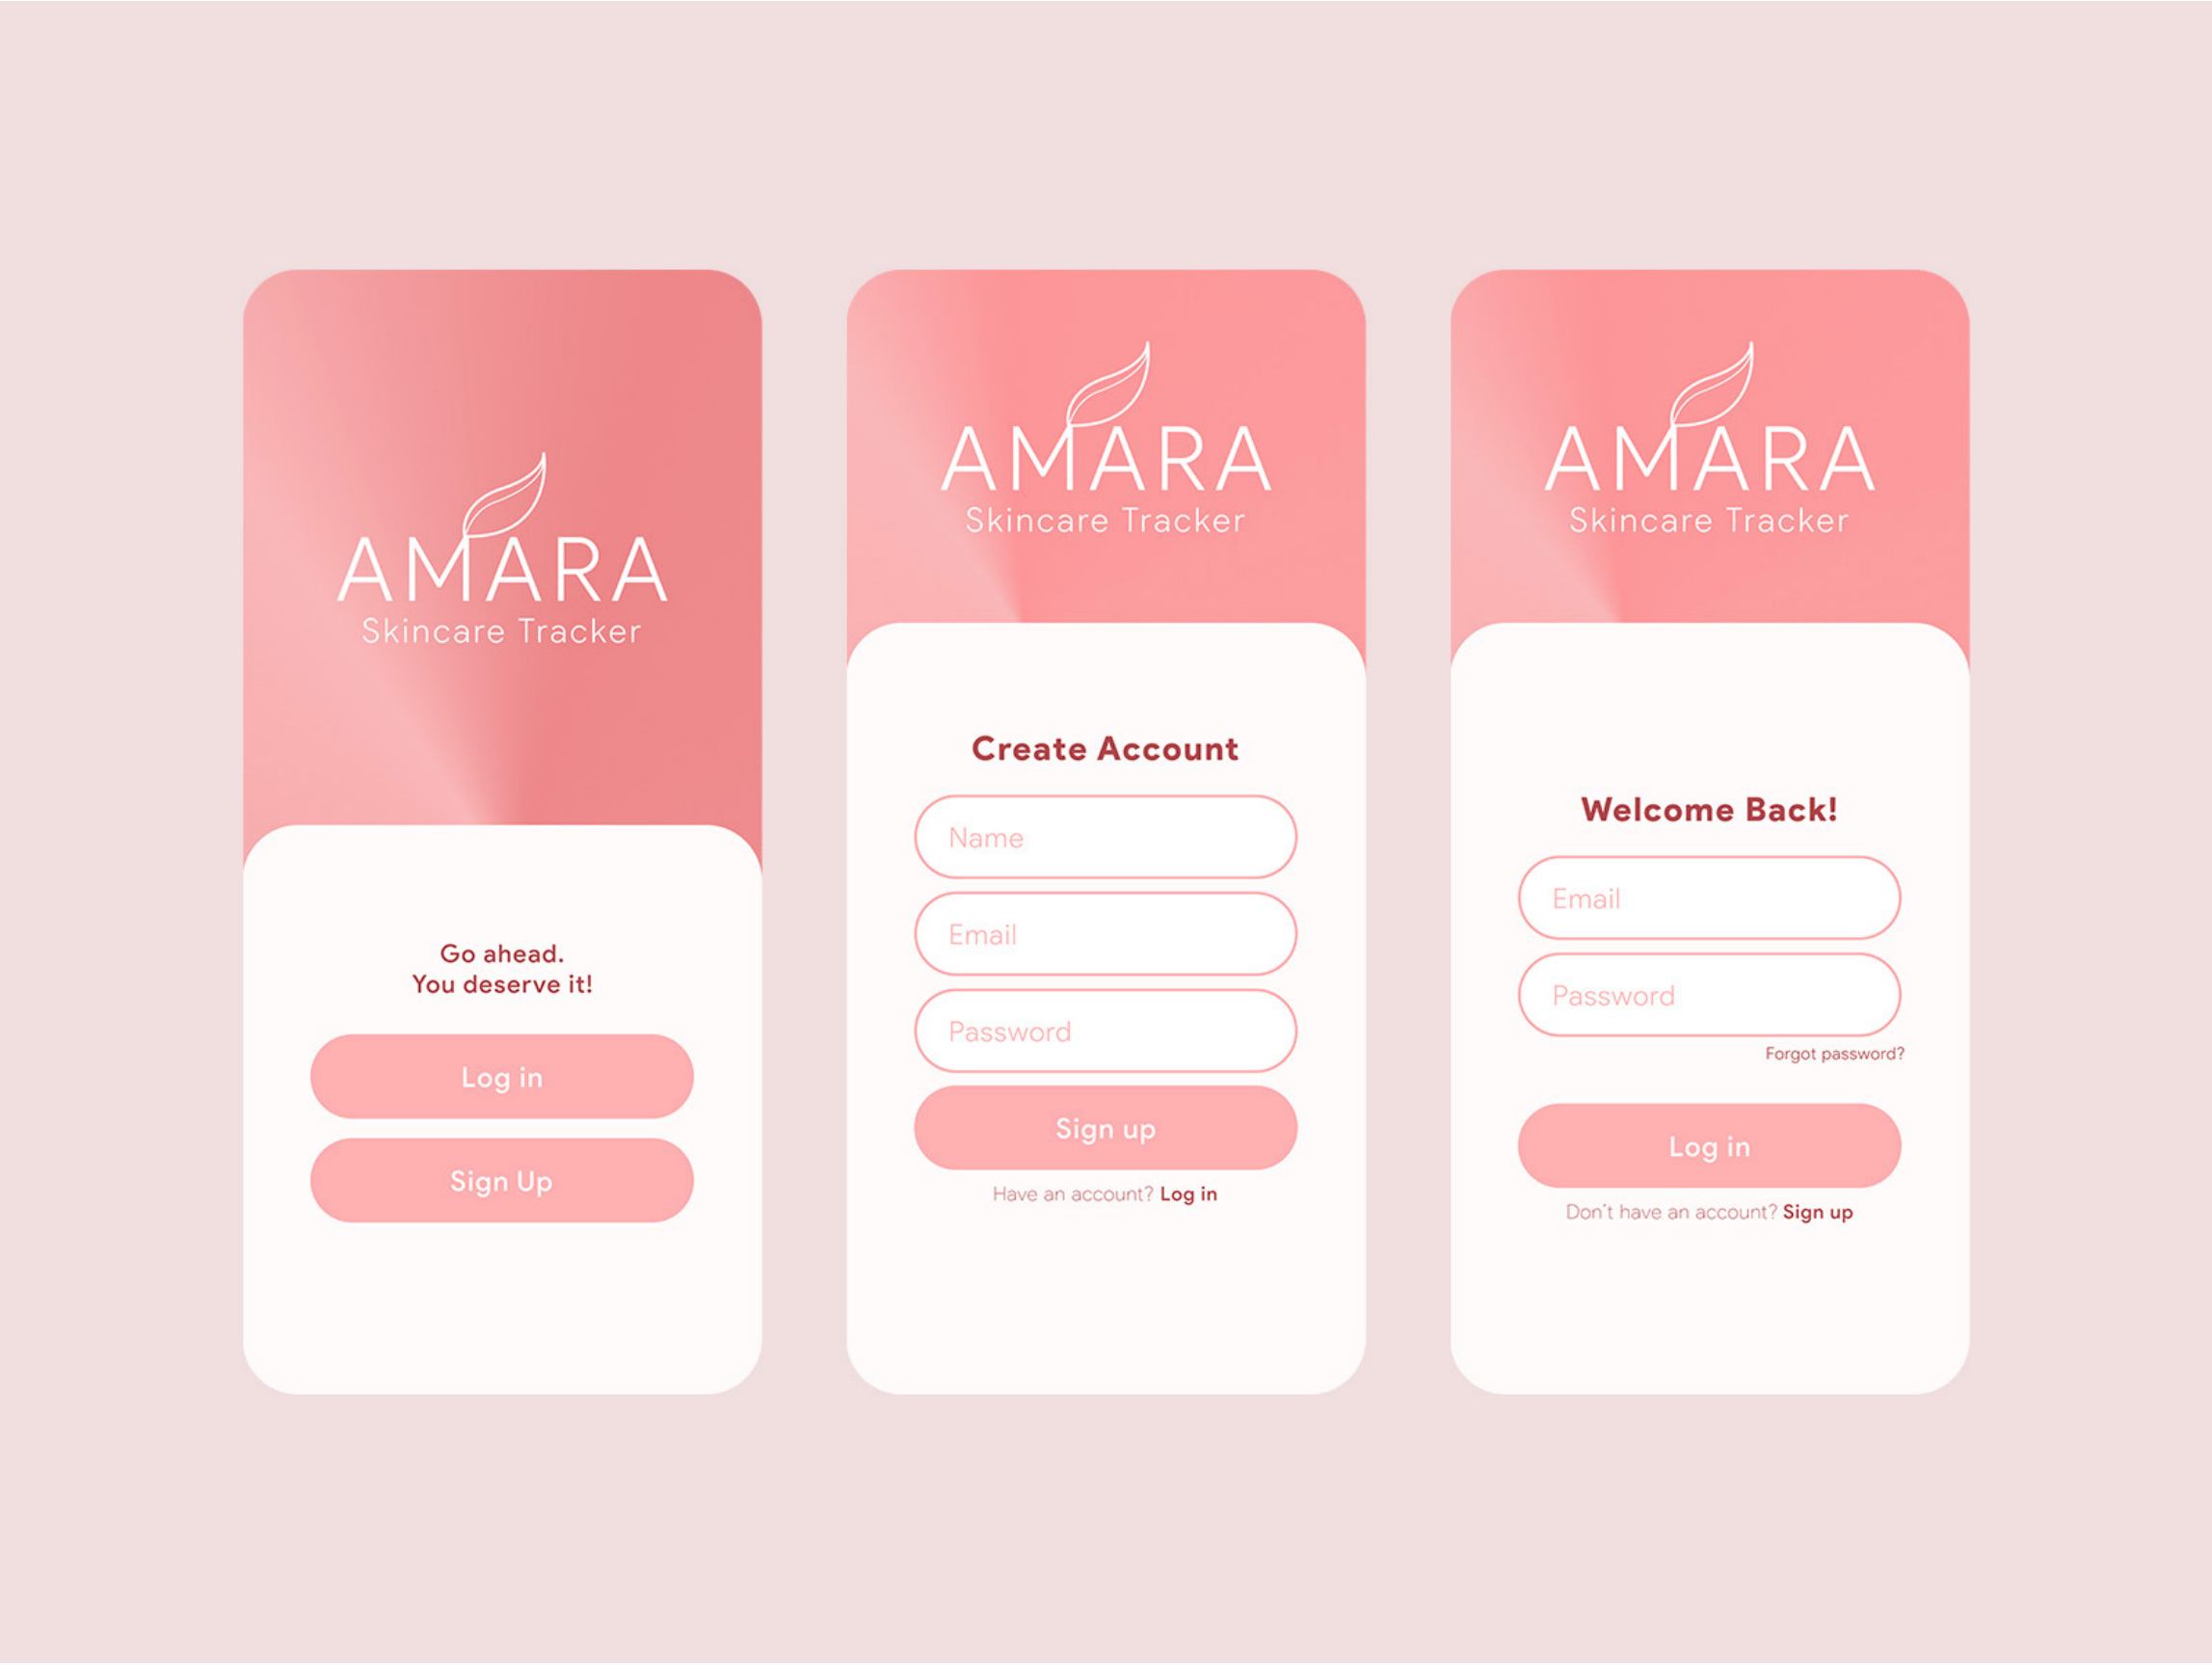 AMARA
Skincare Tracker
Go ahead.
You deserve it!
Log in
Sign Up
AMARA
Skincare Tracker
Create Account
Name
Email
Password
Sign up
Have an account? Log in
AMARA
Skincare Tracker
Welcome Back!
Email
Password
Forgot password?
Log in
Don't have an account? Sign up